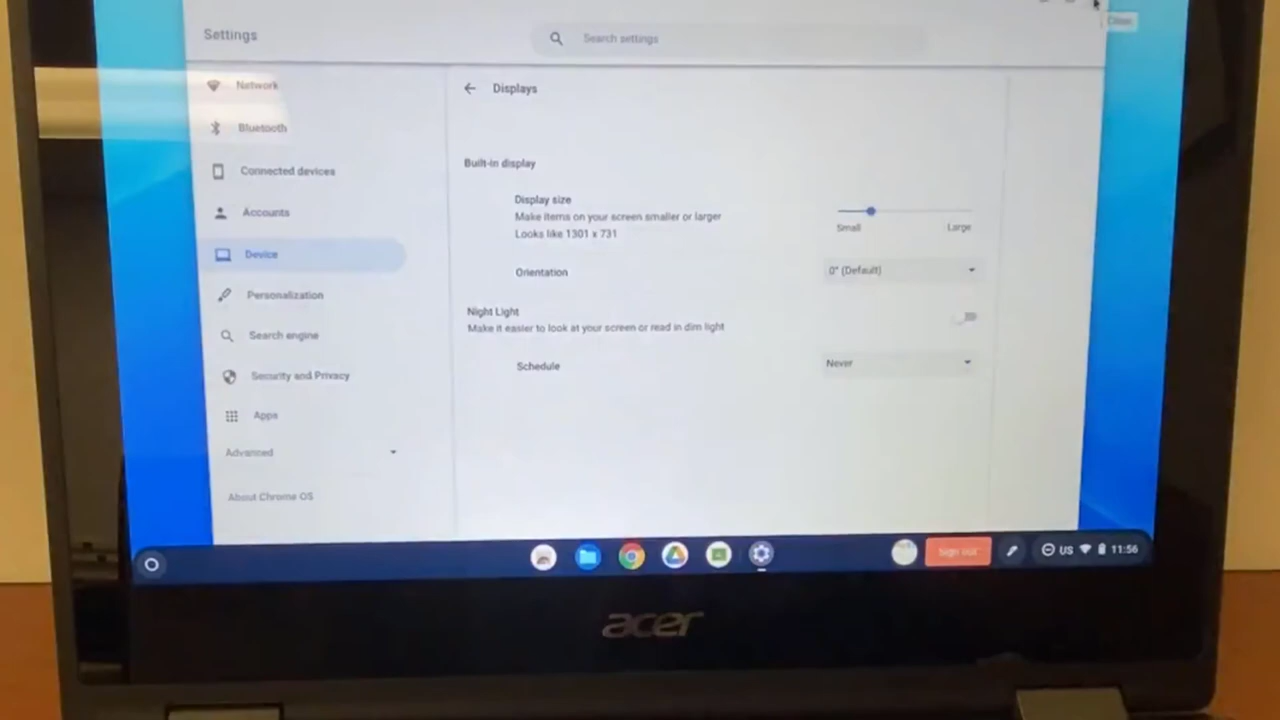 Close
Settings
Search settings
Network
Bluetooth
Connected devices
Accounts
Device
Personalization
Search engine
Security and Privacy
Apps
Advanced
About Chrome OS
Displays
Built-in display
Display size
Make items on your screen smaller or larger
Looks like 1301 x 731
Small Large
Orientation
0° (Default)
Night Light
Make it easier to look at your screen or read in dim light
Schedule
Never
Sign out
US 11:56
acer